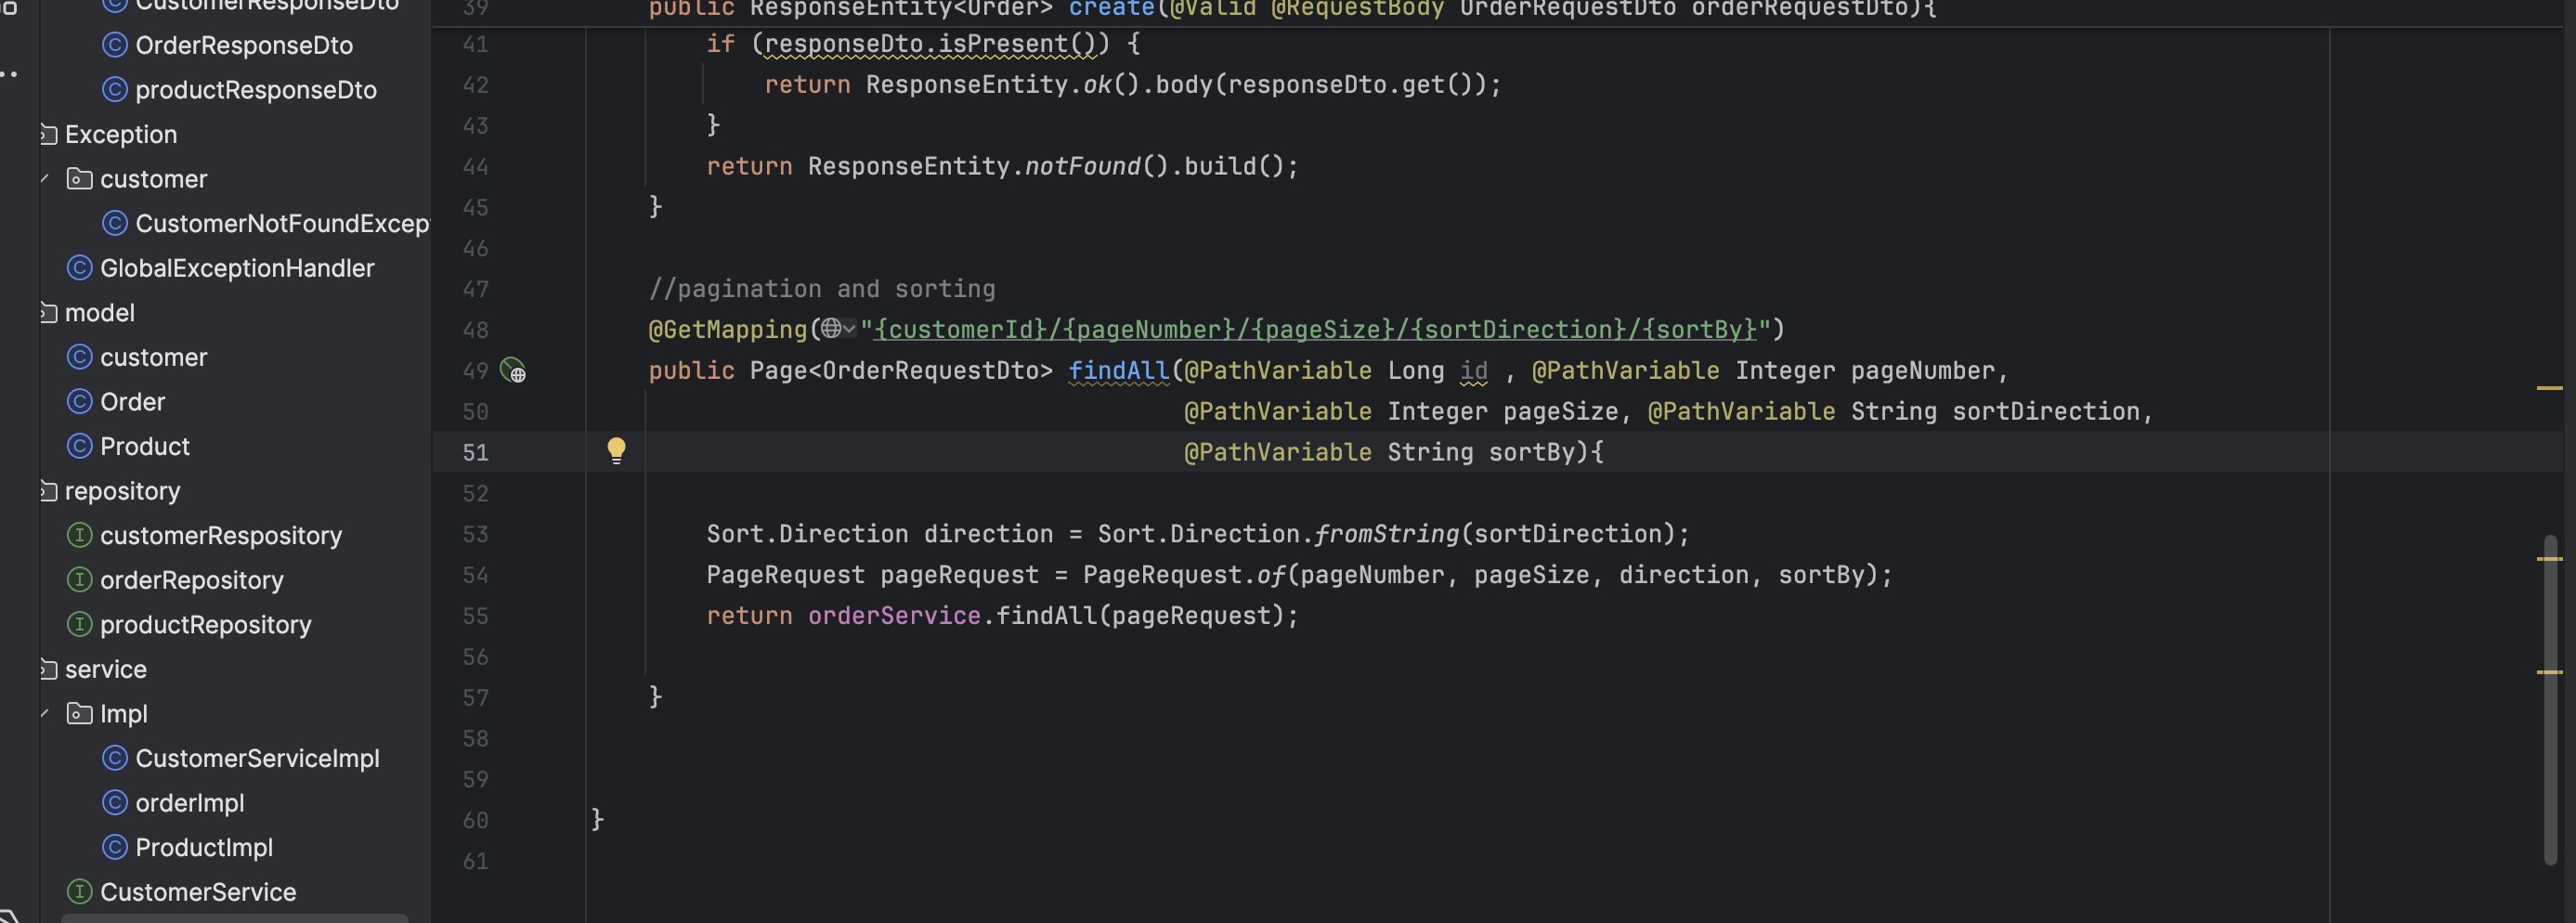 CustomerResponseDto
OrderResponseDto
productResponseDto
Exception
customer
CustomerNotFoundExcep
GlobalExceptionHandler
model
customer
Order
Product
repository
customerRespository
orderRepository
productRepository
service
Impl
CustomerServiceImpl
orderImpl
ProductImpl
CustomerService
39 public ResponseEntity<Order> create(@Valid @RequestBody OrderRequestDto orderRequestDto){
41 if (responseDto.isPresent()) {
42 return ResponseEntity.ok().body(responseDto.get());
43 }
44 return ResponseEntity.notFound().build();
45 }
46
47 //pagination and sorting
48 @GetMapping("{customerId}/{pageNumber}/{pageSize}/{sortDirection}/{sortBy}")
49 public Page<OrderRequestDto> findAll(@PathVariable Long id , @PathVariable Integer pageNumber,
50 @PathVariable Integer pageSize, @PathVariable String sortDirection,
51 @PathVariable String sortBy){
52
53 Sort.Direction direction = Sort.Direction.fromString(sortDirection);
54 PageRequest pageRequest = PageRequest.of(pageNumber, pageSize, direction, sortBy);
55 return orderService.findAll(pageRequest);
56
57 }
58
59
60 }
61